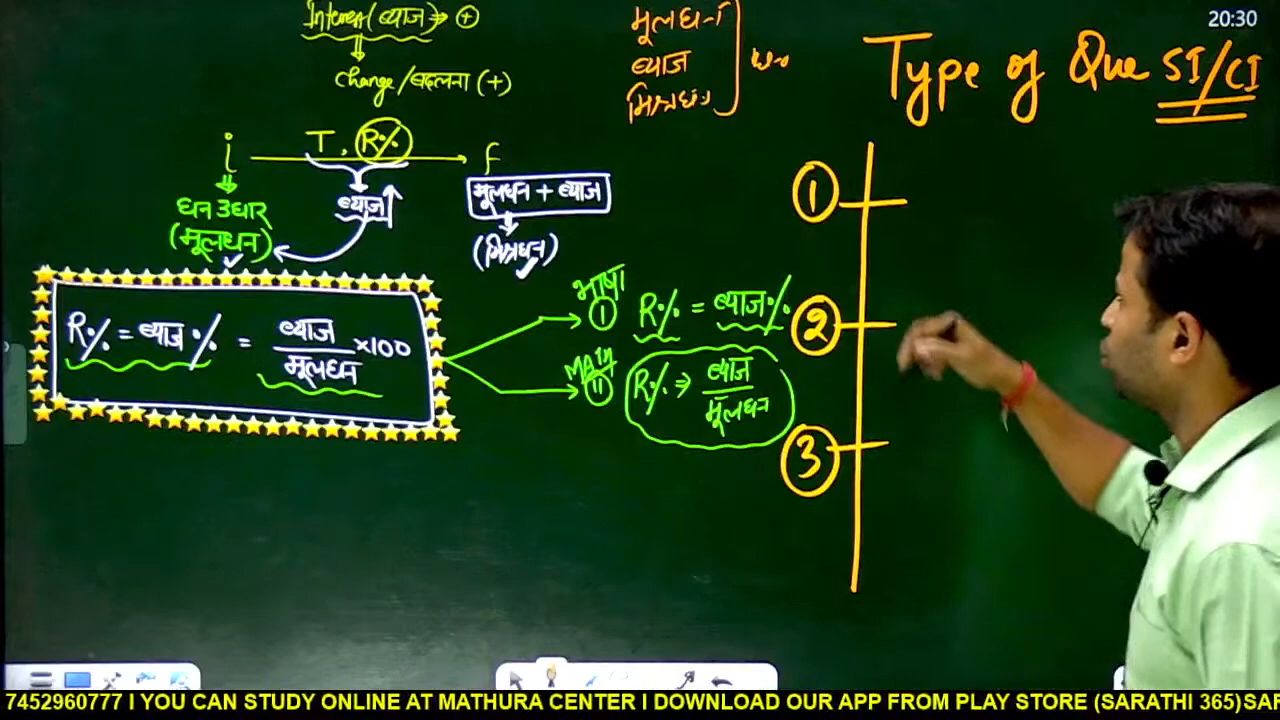 Interest (ब्याज) ⇒ (+)
change/बदलना (+)
i T, R% f
ब्याज
धन उधार
(मूलधन)
मूलधन + ब्याज
(मिश्रधन)
R% = ब्याज % = ब्याज/मूलधन ×100
भाषा
I R% = ब्याज%
MATH
II R% ⇒ ब्याज/मूलधन
मूलधन
ब्याज
मिश्रधन
20:30
Type of Que SI/CI
1
2
3
7452960777 I YOU CAN STUDY ONLINE AT MATHURA CENTER I DOWNLOAD OUR APP FROM PLAY STORE (SARATHI 365)SAR